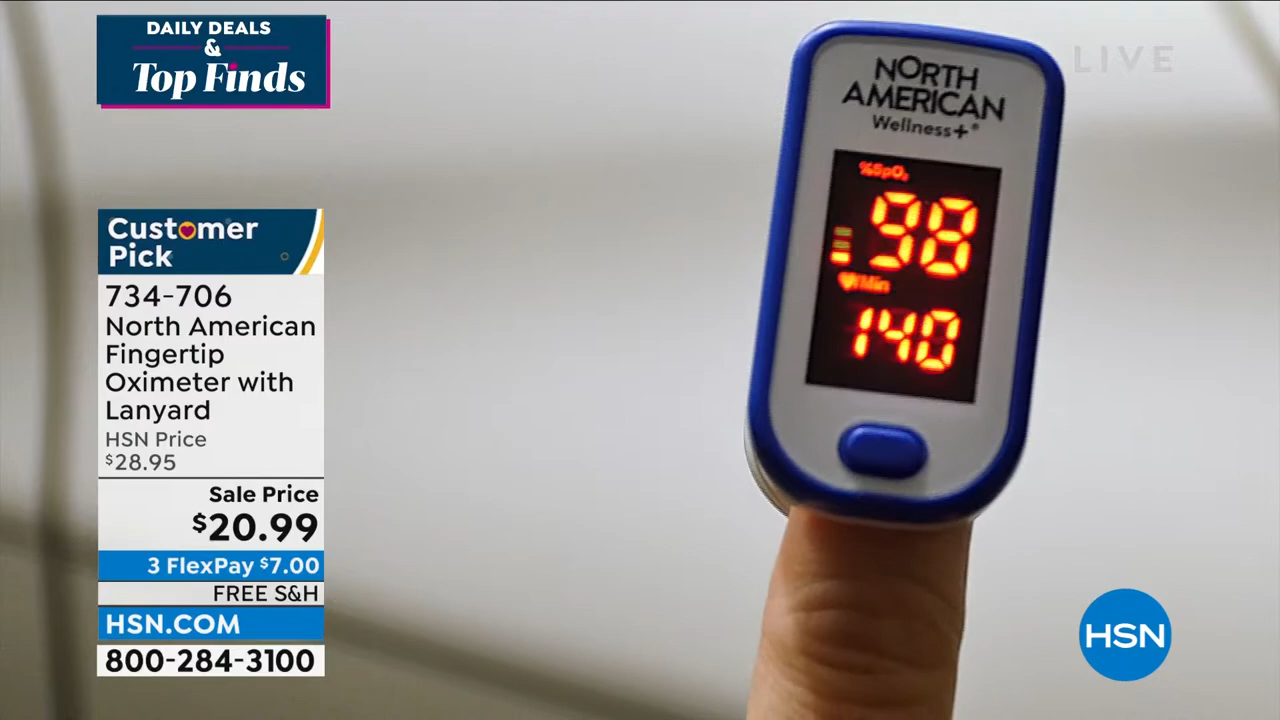 DAILY DEALS
&
Top Finds
LIVE
NORTH
AMERICAN
Wellness+®
%SpO₂
98
/Min
140
Customer
Pick
734-706
North American
Fingertip
Oximeter with
Lanyard
HSN Price
$28.95
Sale Price
$20.99
3 FlexPay $7.00
FREE S&H
HSN.COM
800-284-3100
HSN